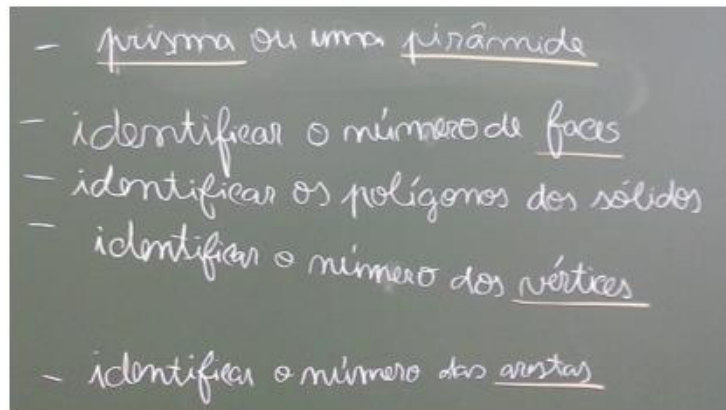 - prisma ou uma pirâmide
- identificar o número de faces
- identificar os polígonos dos sólidos
- identificar o número dos vértices
- identificar o número das arestas